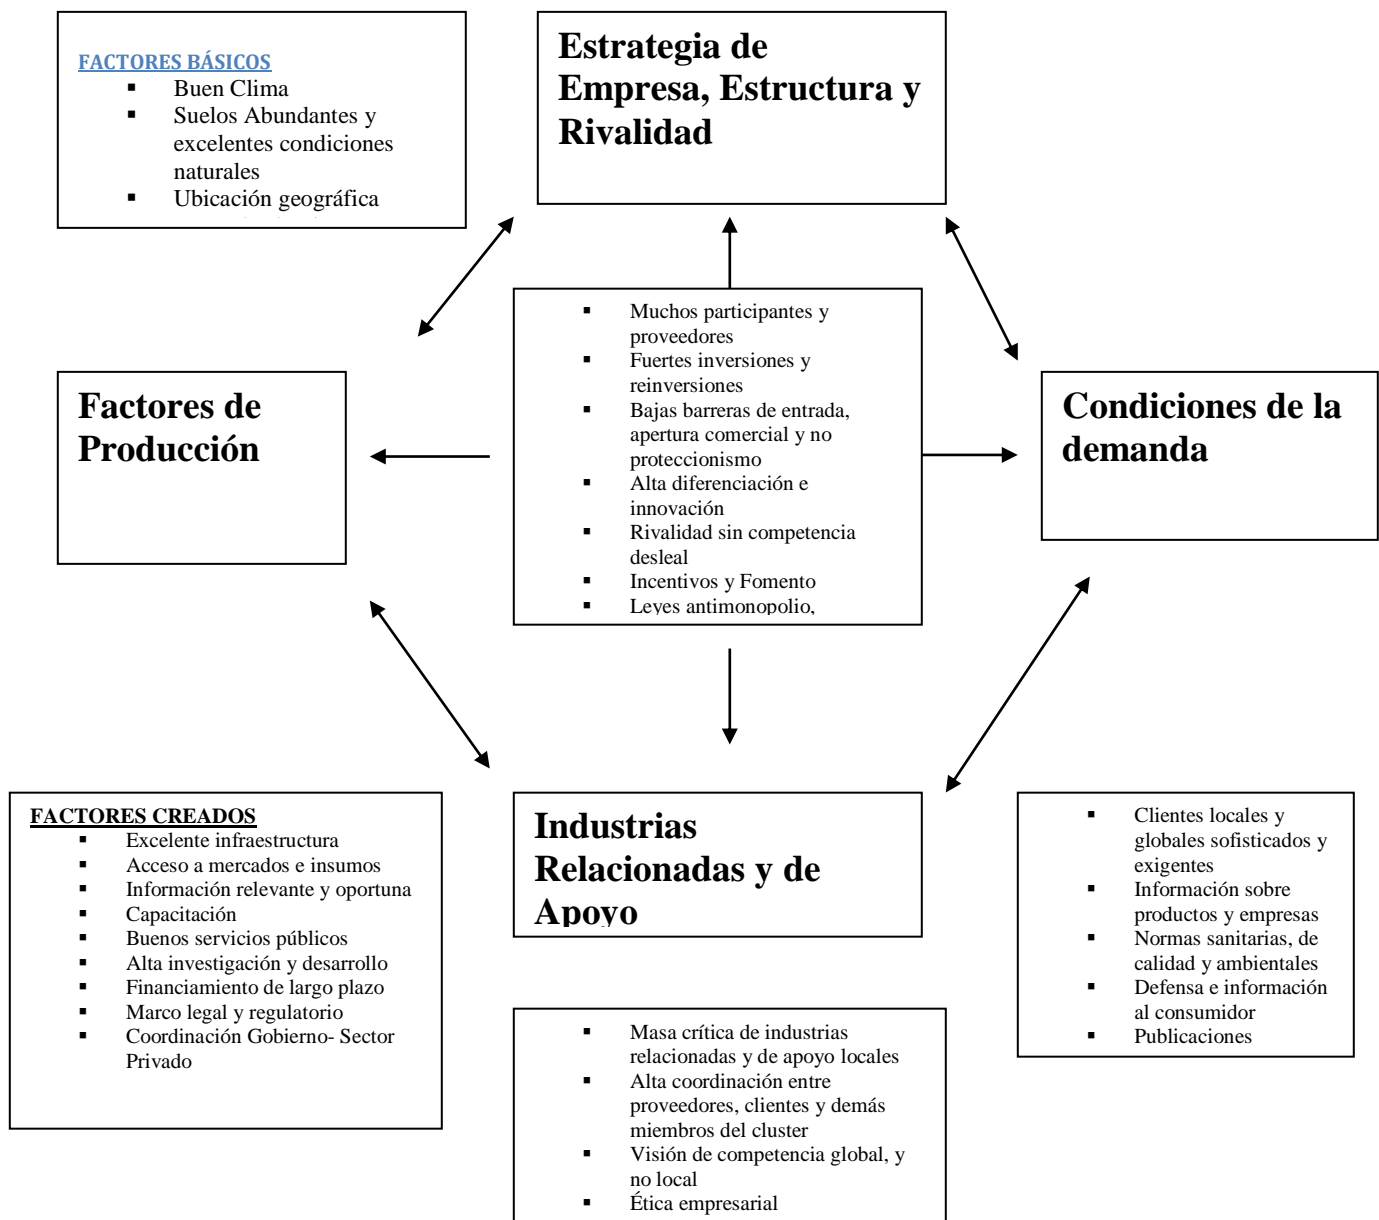 FACTORES BÁSICOS
▪ Buen Clima
▪ Suelos Abundantes y
excelentes condiciones
naturales
▪ Ubicación geográfica
Estrategia de
Empresa, Estructura y
Rivalidad
▪ Muchos participantes y
proveedores
▪ Fuertes inversiones y
reinversiones
▪ Bajas barreras de entrada,
apertura comercial y no
proteccionismo
▪ Alta diferenciación e
innovación
▪ Rivalidad sin competencia
desleal
▪ Incentivos y Fomento
▪ Leyes antimonopolio,
Factores de
Producción
Condiciones de la
demanda
FACTORES CREADOS
▪ Excelente infraestructura
▪ Acceso a mercados e insumos
▪ Información relevante y oportuna
▪ Capacitación
▪ Buenos servicios públicos
▪ Alta investigación y desarrollo
▪ Financiamiento de largo plazo
▪ Marco legal y regulatorio
▪ Coordinación Gobierno- Sector
Privado
Industrias
Relacionadas y de
Apoyo
▪ Clientes locales y
globales sofisticados y
exigentes
▪ Información sobre
productos y empresas
▪ Normas sanitarias, de
calidad y ambientales
▪ Defensa e información
al consumidor
▪ Publicaciones
▪ Masa crítica de industrias
relacionadas y de apoyo locales
▪ Alta coordinación entre
proveedores, clientes y demás
miembros del cluster
▪ Visión de competencia global, y
no local
▪ Ética empresarial